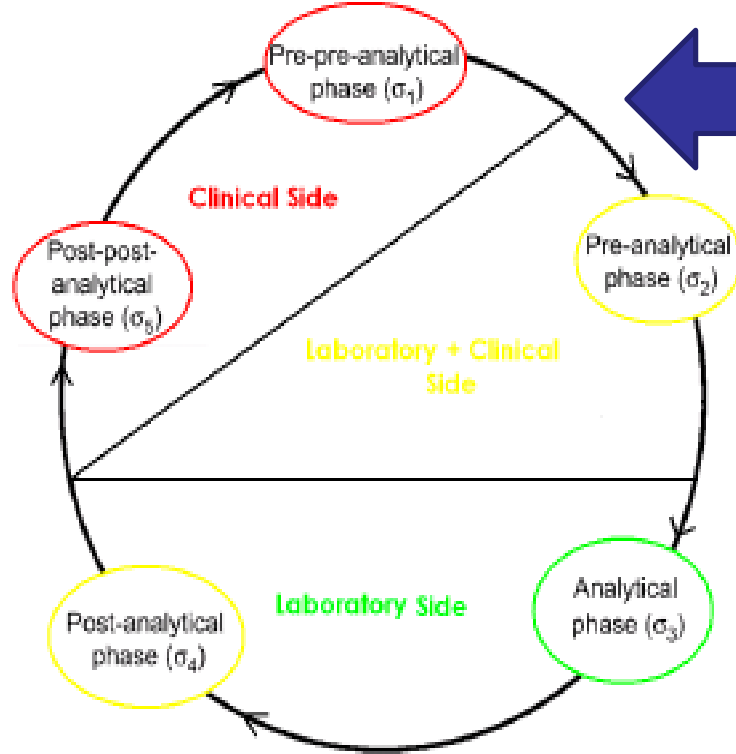 Pre-pre-analytical
phase (σ₁)
Clinical Side
Pre-analytical
phase (σ₂)
Post-post-
analytical
phase (σ₅)
Laboratory + Clinical
Side
Laboratory Side
Analytical
phase (σ₃)
Post-analytical
phase (σ₄)